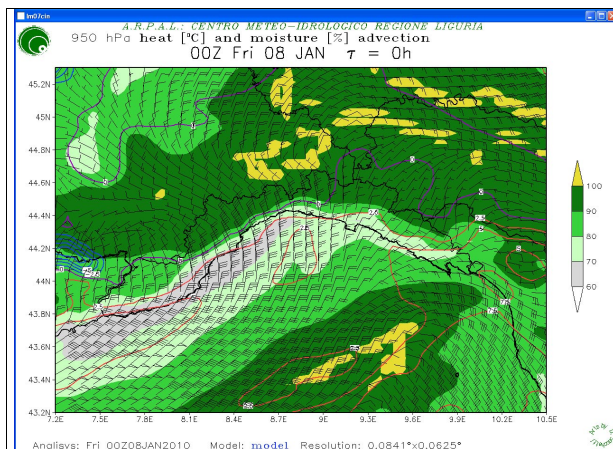 lm07cin
A.R.P.A.L.: CENTRO METEO-IDROLOGICO REGIONE LIGURIA
950 hPa heat [°C] and moisture [%] advection
00Z Fri 08 JAN τ = 0h
45.2N
45N
44.8N
44.6N
44.4N
44.2N
44N
43.8N
43.6N
43.4N
43.2N
7.2E 7.5E 7.8E 8.1E 8.4E 8.7E 9E 9.3E 9.6E 9.9E 10.2E 10.5E
100
90
80
70
60
Analisys: Fri 00Z08JAN2010 Model: model Resolution: 0.0841°x0.0625°